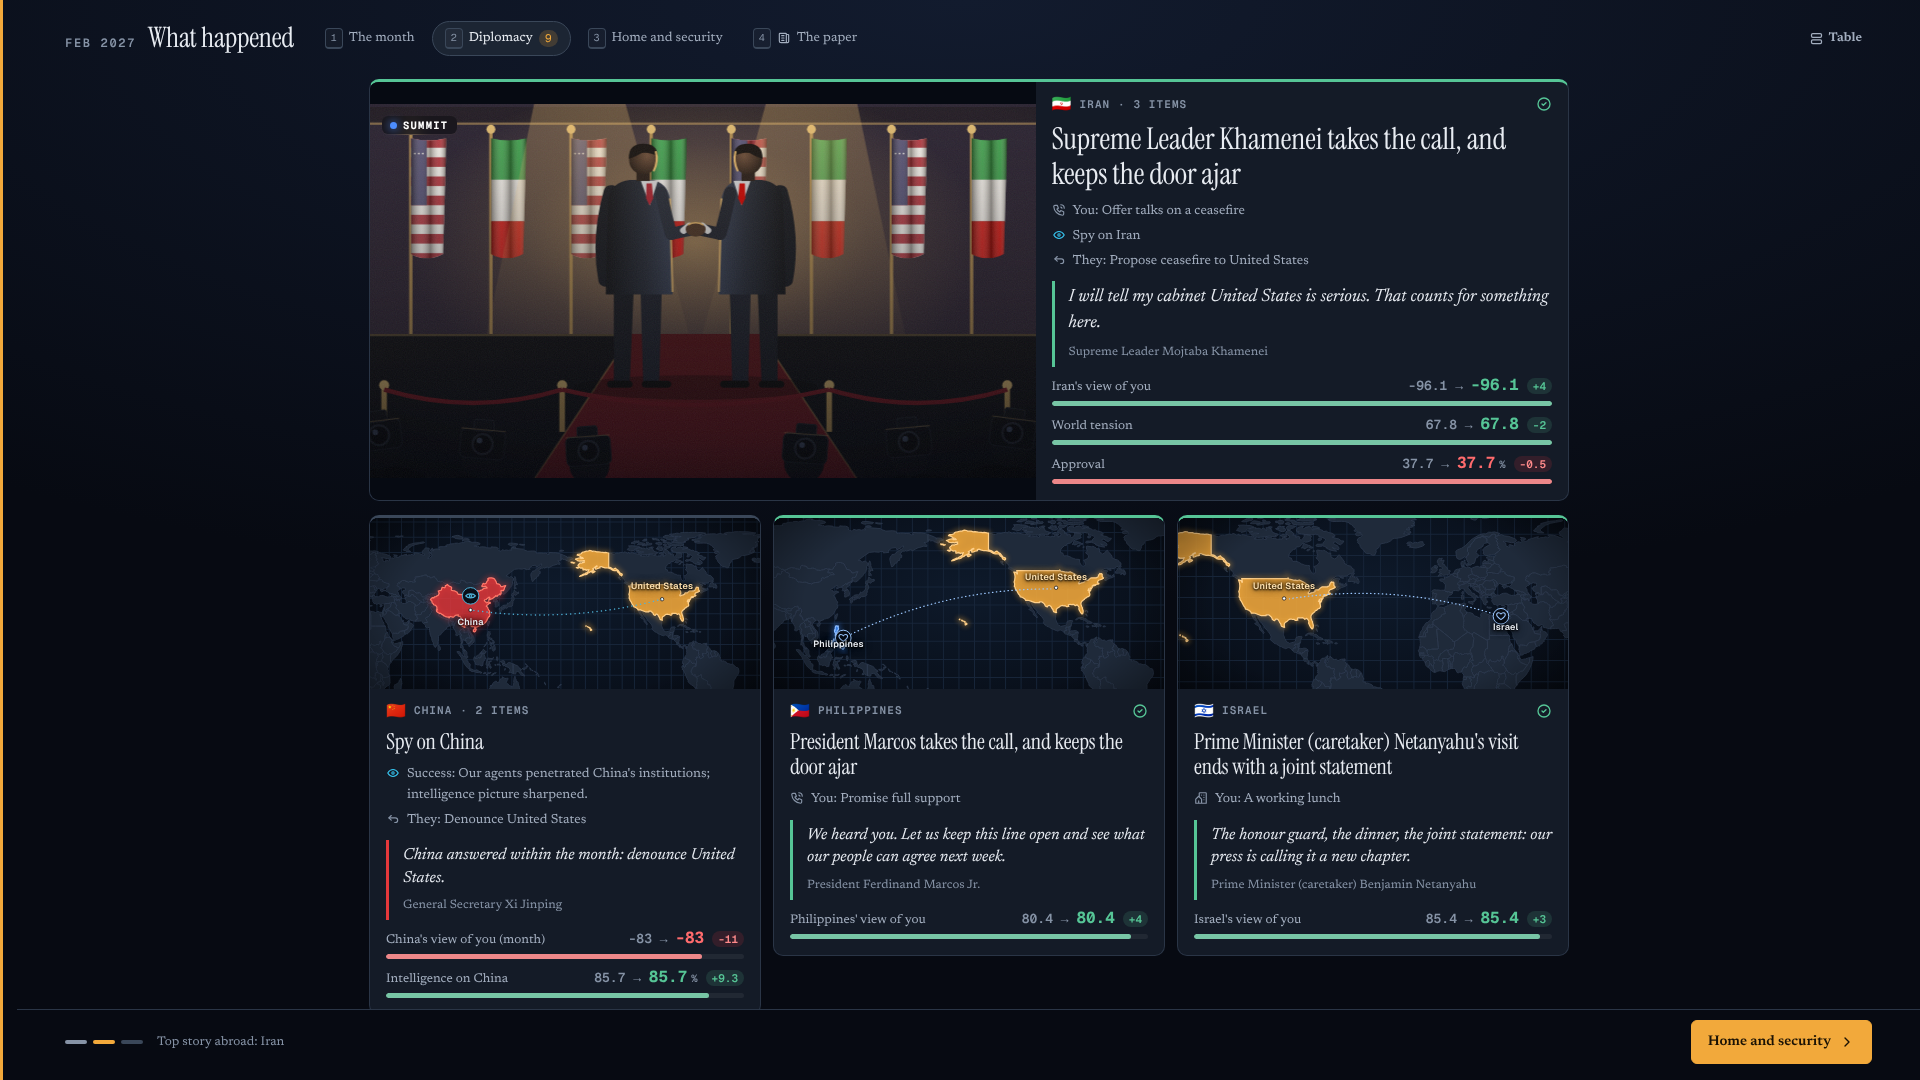 FEB 2027 What happened
1 The month
2 Diplomacy 9
3 Home and security
4 The paper
Table
SUMMIT
IRAN · 3 ITEMS
Supreme Leader Khamenei takes the call, and
keeps the door ajar
You: Offer talks on a ceasefire
Spy on Iran
They: Propose ceasefire to United States
I will tell my cabinet United States is serious. That counts for something
here.
Supreme Leader Mojtaba Khamenei
Iran's view of you -96.1 → -96.1 +4
World tension 67.8 → 67.8 -2
Approval 37.7 → 37.7 % -0.5
United States
China
CHINA · 2 ITEMS
Spy on China
Success: Our agents penetrated China's institutions;
intelligence picture sharpened.
They: Denounce United States
China answered within the month: denounce United
States.
General Secretary Xi Jinping
China's view of you (month) -83 → -83 -11
Intelligence on China 85.7 → 85.7 % +9.3
United States
Philippines
PHILIPPINES
President Marcos takes the call, and keeps the
door ajar
You: Promise full support
We heard you. Let us keep this line open and see what
our people can agree next week.
President Ferdinand Marcos Jr.
Philippines' view of you 80.4 → 80.4 +4
United States
Israel
ISRAEL
Prime Minister (caretaker) Netanyahu's visit
ends with a joint statement
You: A working lunch
The honour guard, the dinner, the joint statement: our
press is calling it a new chapter.
Prime Minister (caretaker) Benjamin Netanyahu
Israel's view of you 85.4 → 85.4 +3
Top story abroad: Iran
Home and security